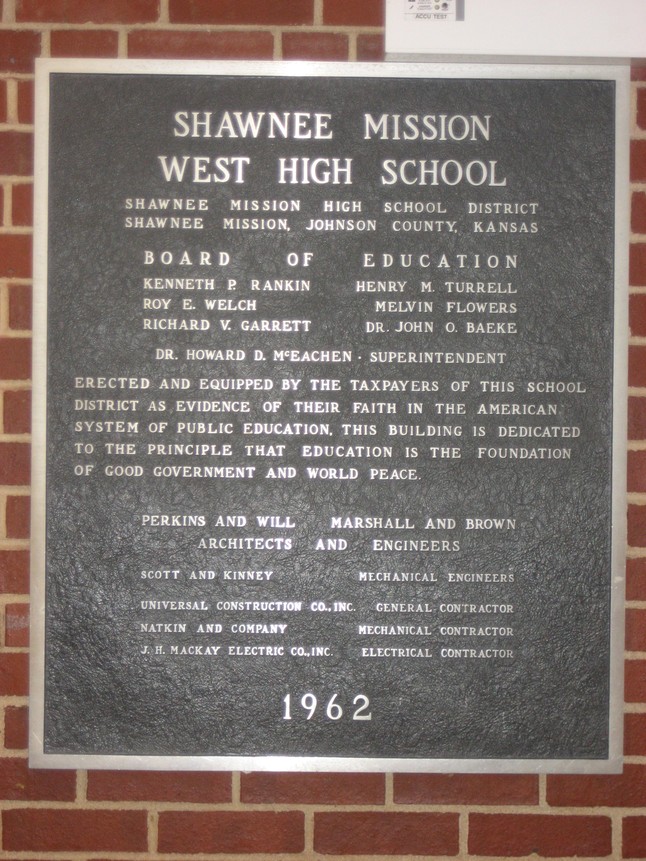 ACCU TEST
SHAWNEE MISSION
WEST HIGH SCHOOL
SHAWNEE MISSION HIGH SCHOOL DISTRICT
SHAWNEE MISSION, JOHNSON COUNTY, KANSAS
BOARD OF EDUCATION
KENNETH P. RANKIN HENRY M. TURRELL
ROY E. WELCH MELVIN FLOWERS
RICHARD V. GARRETT DR. JOHN O. BAEKE
DR. HOWARD D. McEACHEN · SUPERINTENDENT
ERECTED AND EQUIPPED BY THE TAXPAYERS OF THIS SCHOOL
DISTRICT AS EVIDENCE OF THEIR FAITH IN THE AMERICAN
SYSTEM OF PUBLIC EDUCATION, THIS BUILDING IS DEDICATED
TO THE PRINCIPLE THAT EDUCATION IS THE FOUNDATION
OF GOOD GOVERNMENT AND WORLD PEACE.
PERKINS AND WILL MARSHALL AND BROWN
ARCHITECTS AND ENGINEERS
SCOTT AND KINNEY MECHANICAL ENGINEERS
UNIVERSAL CONSTRUCTION CO., INC. GENERAL CONTRACTOR
NATKIN AND COMPANY MECHANICAL CONTRACTOR
J. H. MACKAY ELECTRIC CO., INC. ELECTRICAL CONTRACTOR
1962